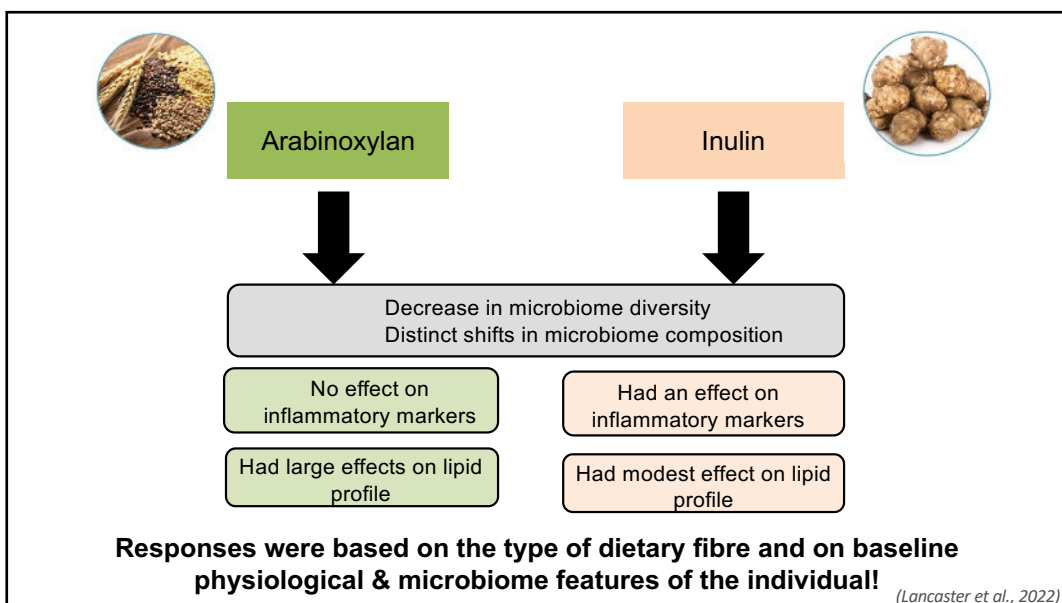 Arabinoxylan
Inulin
Decrease in microbiome diversity
Distinct shifts in microbiome composition
No effect on
inflammatory markers
Had an effect on
inflammatory markers
Had large effects on lipid
profile
Had modest effect on lipid
profile
Responses were based on the type of dietary fibre and on baseline
physiological & microbiome features of the individual!
(Lancaster et al., 2022)